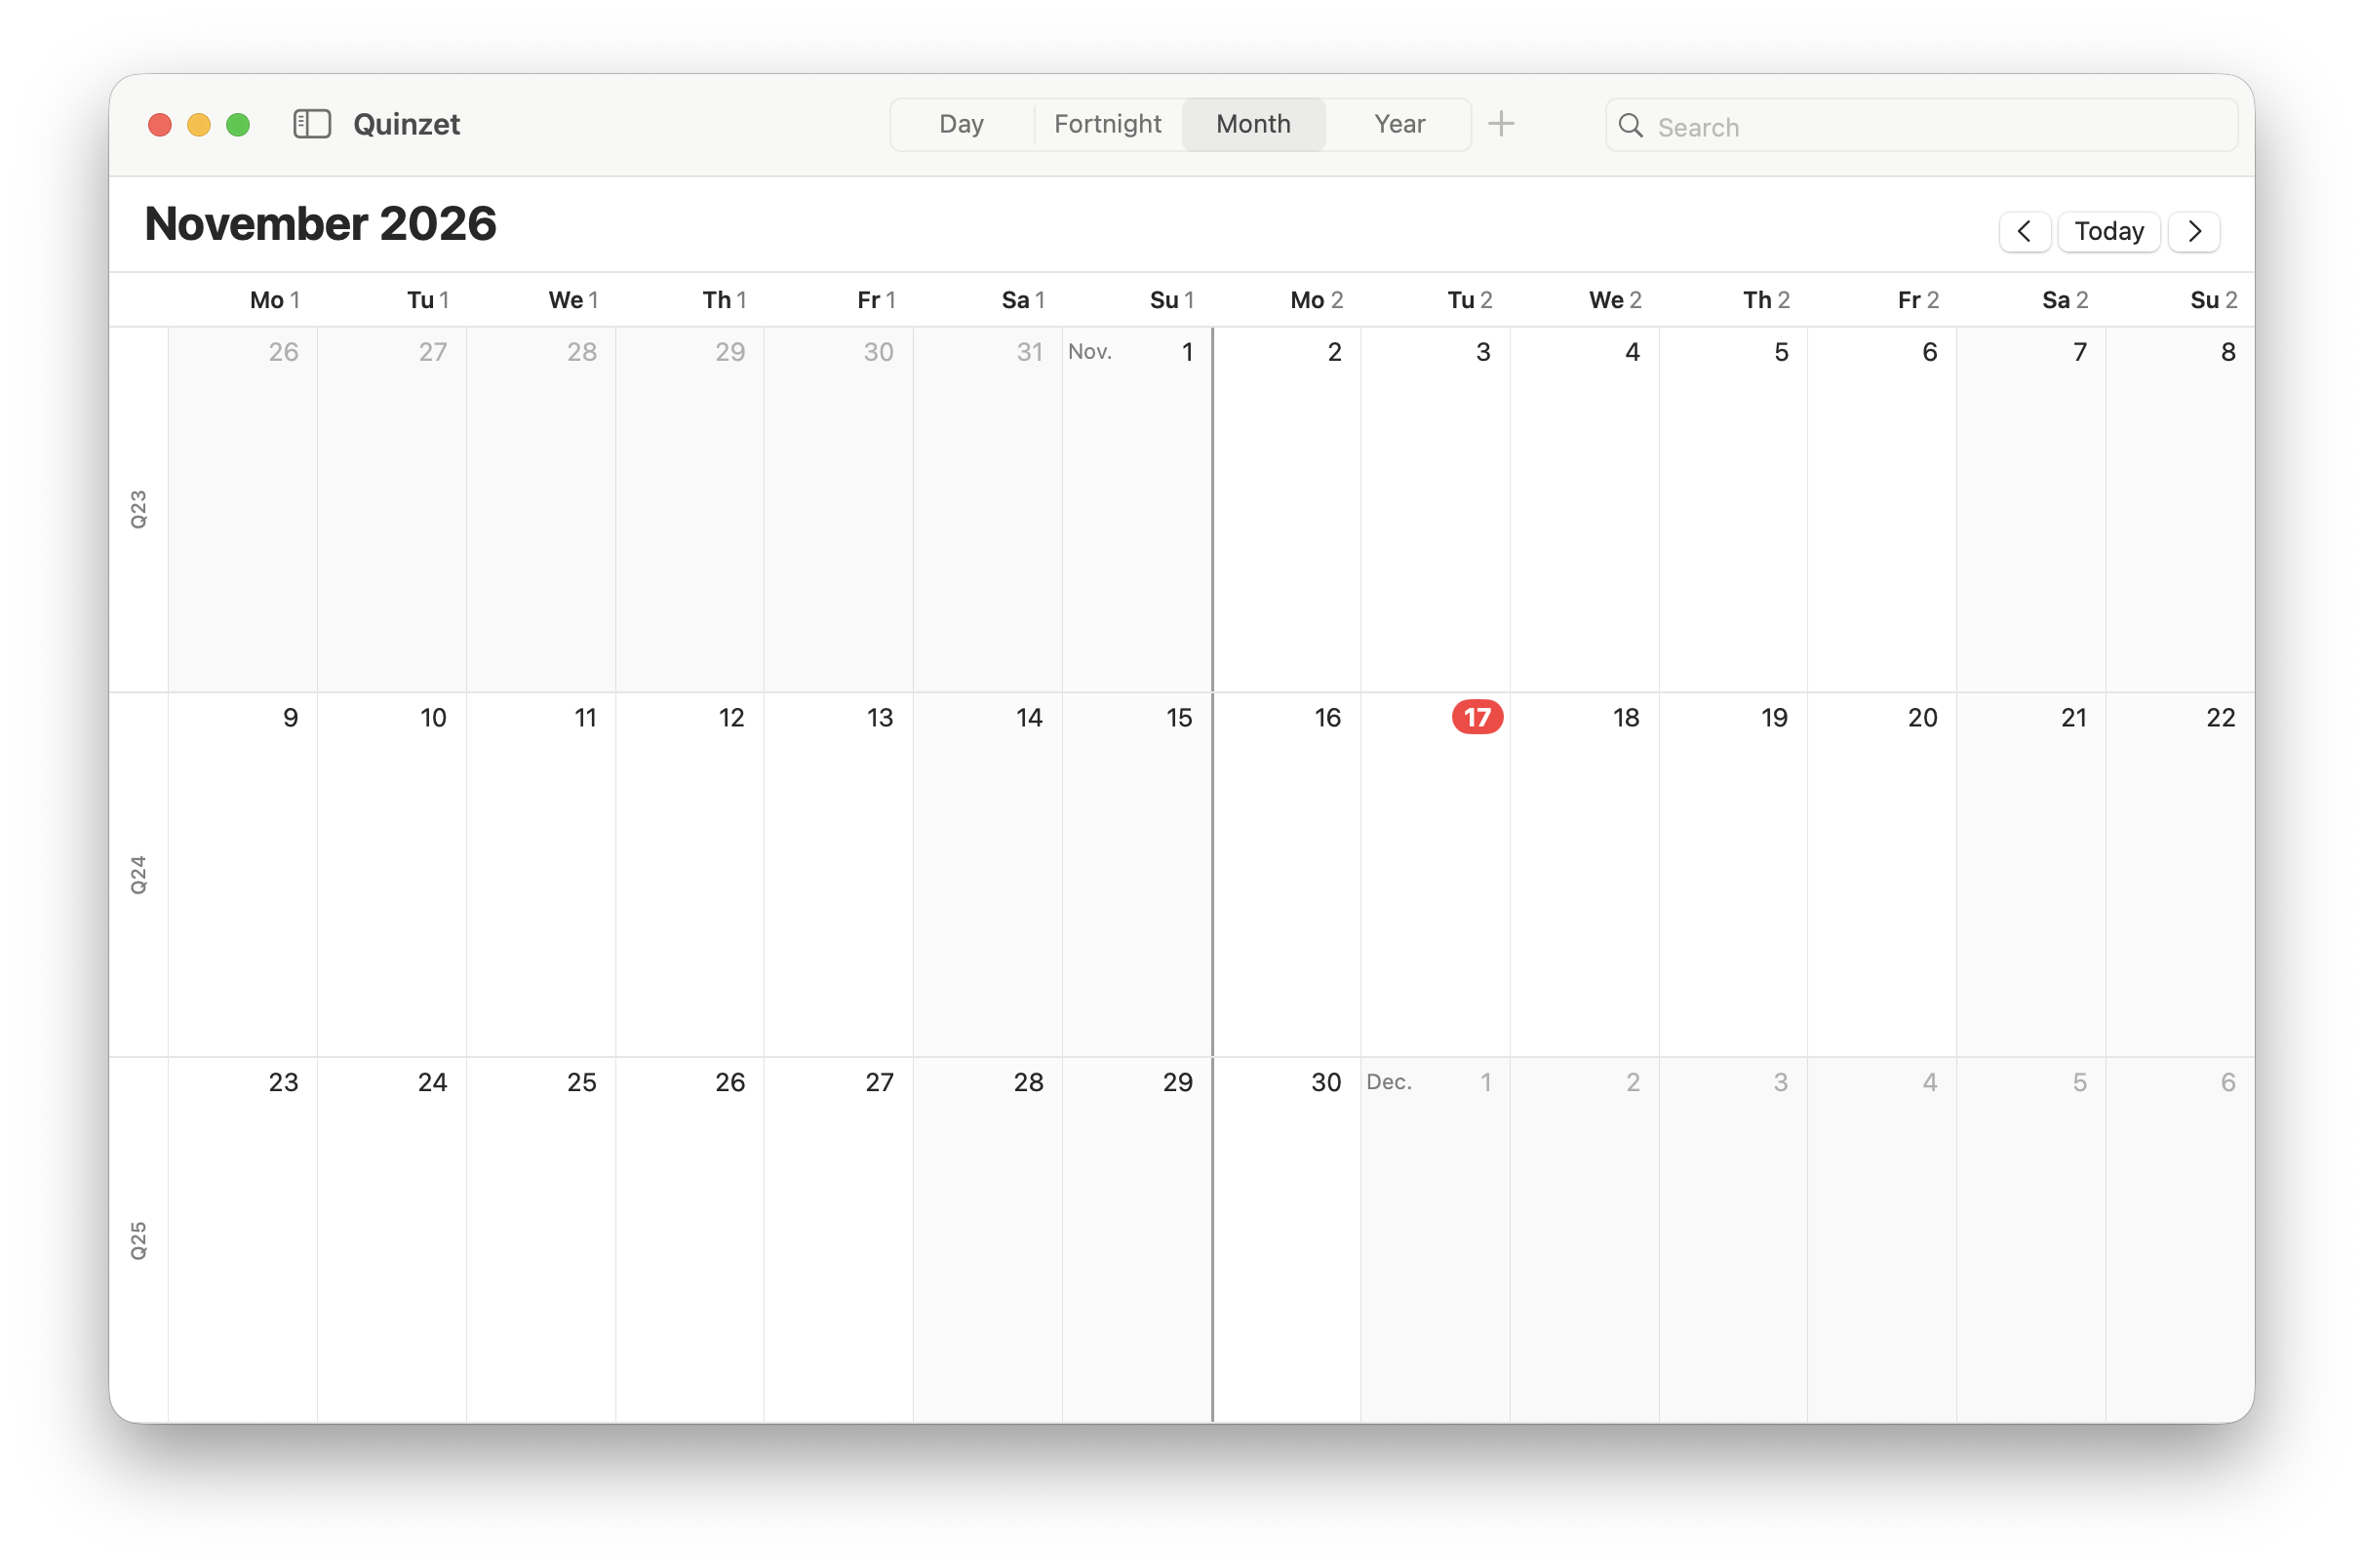 Quinzet
Day Fortnight Month Year
Search
November 2026
Today
Mo 1 Tu 1 We 1 Th 1 Fr 1 Sa 1 Su 1 Mo 2 Tu 2 We 2 Th 2 Fr 2 Sa 2 Su 2
Q23
26 27 28 29 30 31 Nov. 1 2 3 4 5 6 7 8
Q24
9 10 11 12 13 14 15 16 17 18 19 20 21 22
Q25
23 24 25 26 27 28 29 30 Dec. 1 2 3 4 5 6